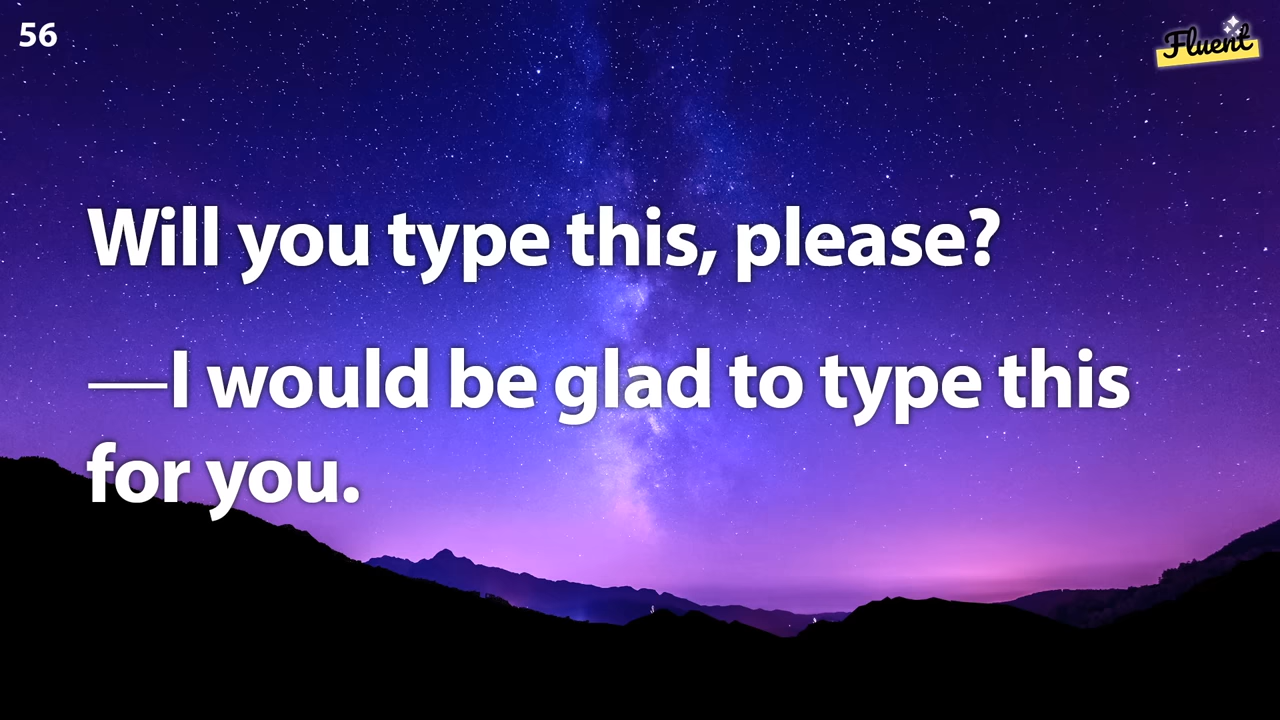 56
Fluent
Will you type this, please?
—I would be glad to type this
for you.